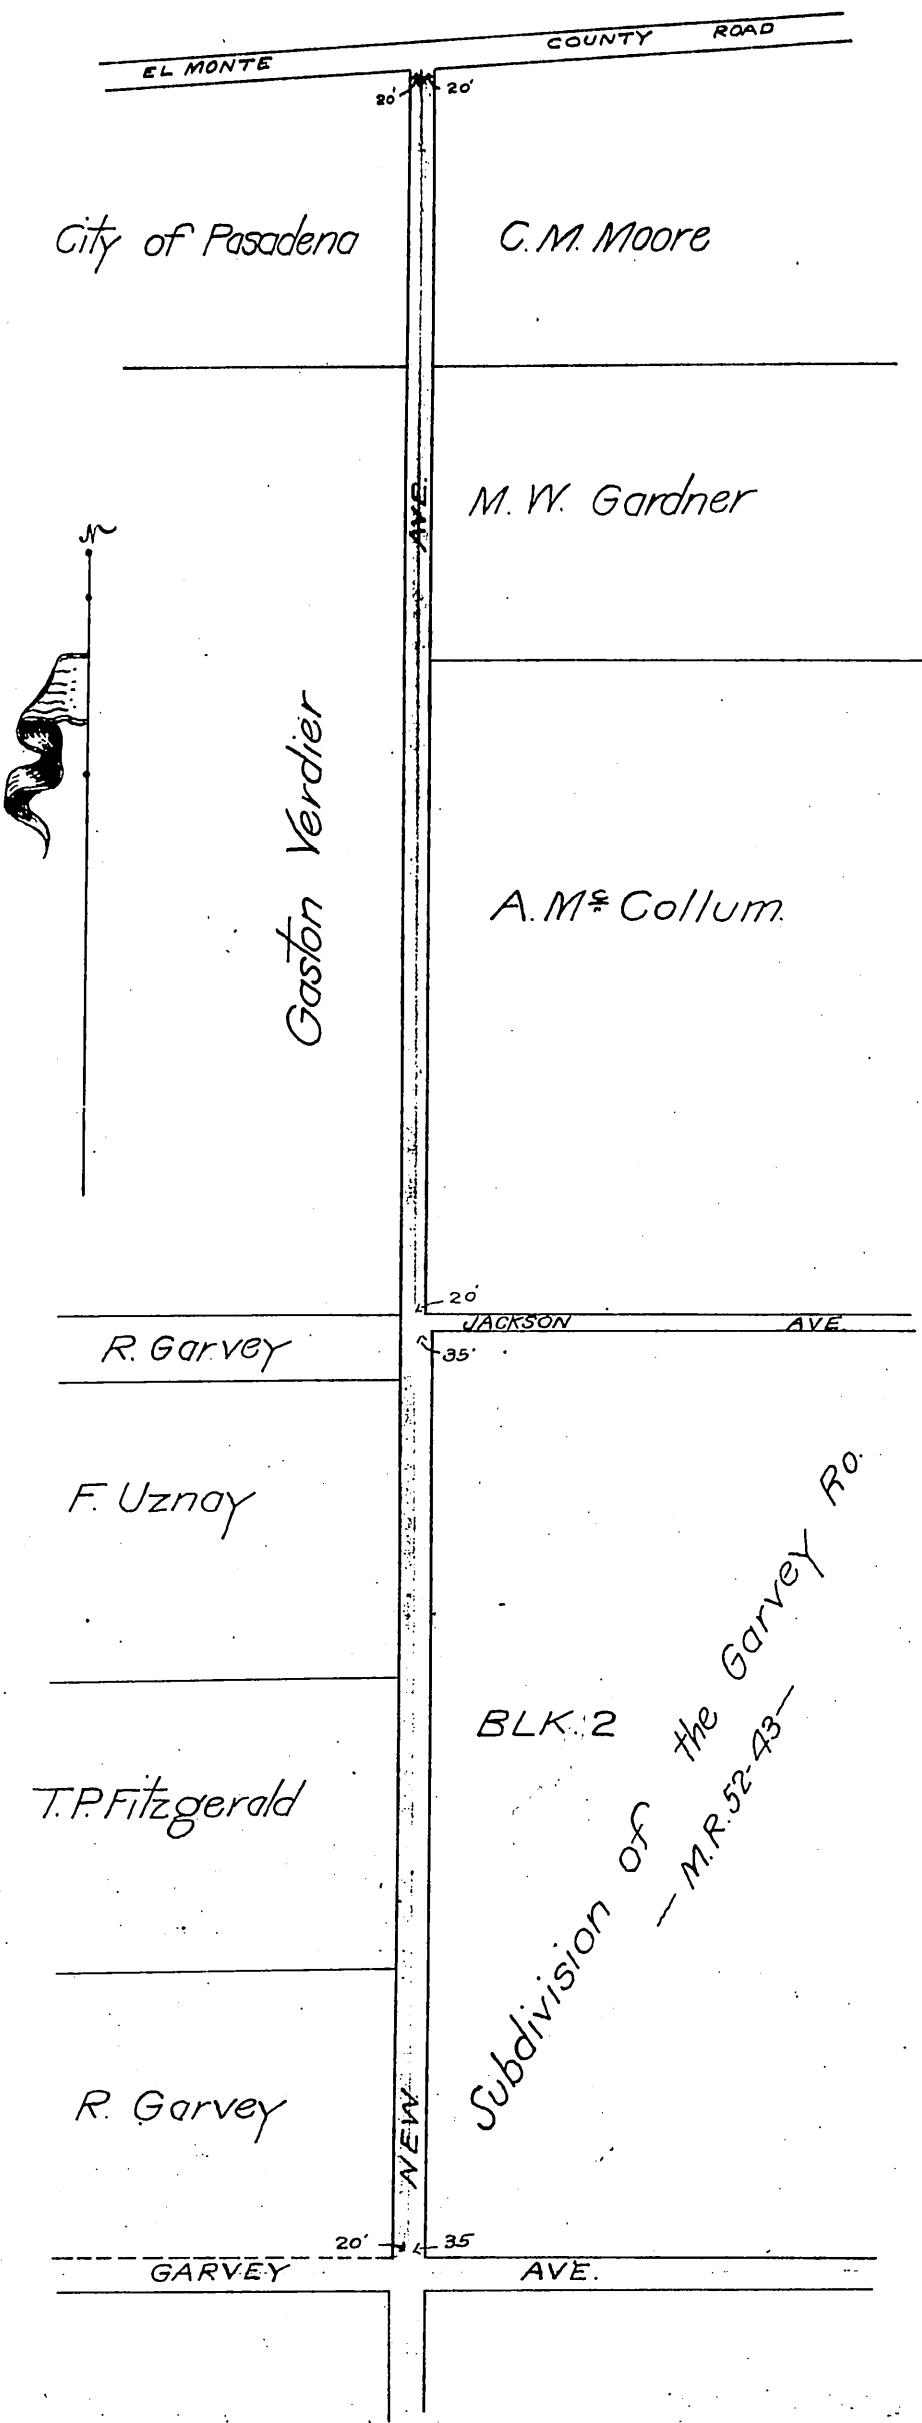 EL MONTE COUNTY ROAD
20' 20'
City of Pasadena
C. M. Moore
AVE.
M. W. Gardner
N
Gaston Verdier
A. Mc Collum.
20'
JACKSON AVE.
R. Garvey
35'
F. Uznay
BLK. 2
Subdivision of the Garvey Ro.
— M.R. 52-43 —
T. P. Fitzgerald
R. Garvey
NEW
20' 35
GARVEY AVE.